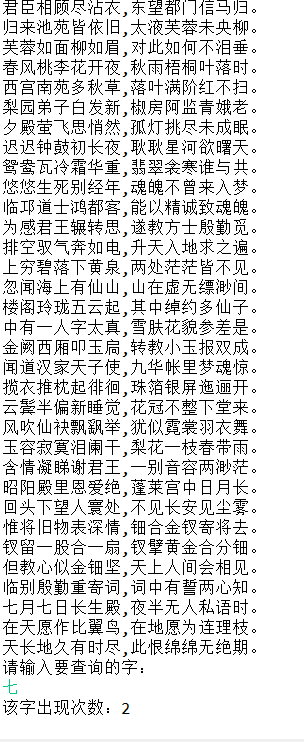 君臣相顾尽沾衣,东望都门信马归。
归来池苑皆依旧,太液芙蓉未央柳。
芙蓉如面柳如眉,对此如何不泪垂。
春风桃李花开夜,秋雨梧桐叶落时。
西宫南苑多秋草,落叶满阶红不扫。
梨园弟子白发新,椒房阿监青娥老。
夕殿萤飞思悄然,孤灯挑尽未成眠。
迟迟钟鼓初长夜,耿耿星河欲曙天。
鸳鸯瓦冷霜华重,翡翠衾寒谁与共。
悠悠生死别经年,魂魄不曾来入梦。
临邛道士鸿都客,能以精诚致魂魄。
为感君王辗转思,遂教方士殷勤觅。
排空驭气奔如电,升天入地求之遍。
上穷碧落下黄泉,两处茫茫皆不见。
忽闻海上有仙山,山在虚无缥渺间。
楼阁玲珑五云起,其中绰约多仙子。
中有一人字太真,雪肤花貌参差是。
金阙西厢叩玉扃,转教小玉报双成。
闻道汉家天子使,九华帐里梦魂惊。
揽衣推枕起徘徊,珠箔银屏迤逦开。
云鬓半偏新睡觉,花冠不整下堂来。
风吹仙袂飘飖举,犹似霓裳羽衣舞。
玉容寂寞泪阑干,梨花一枝春带雨。
含情凝睇谢君王,一别音容两渺茫。
昭阳殿里恩爱绝,蓬莱宫中日月长。
回头下望人寰处,不见长安见尘雾。
惟将旧物表深情,钿合金钗寄将去。
钗留一股合一扇,钗擘黄金合分钿。
但教心似金钿坚,天上人间会相见。
临别殷勤重寄词,词中有誓两心知。
七月七日长生殿,夜半无人私语时。
在天愿作比翼鸟,在地愿为连理枝。
天长地久有时尽,此恨绵绵无绝期。
请输入要查询的字:
七
该字出现次数: 2